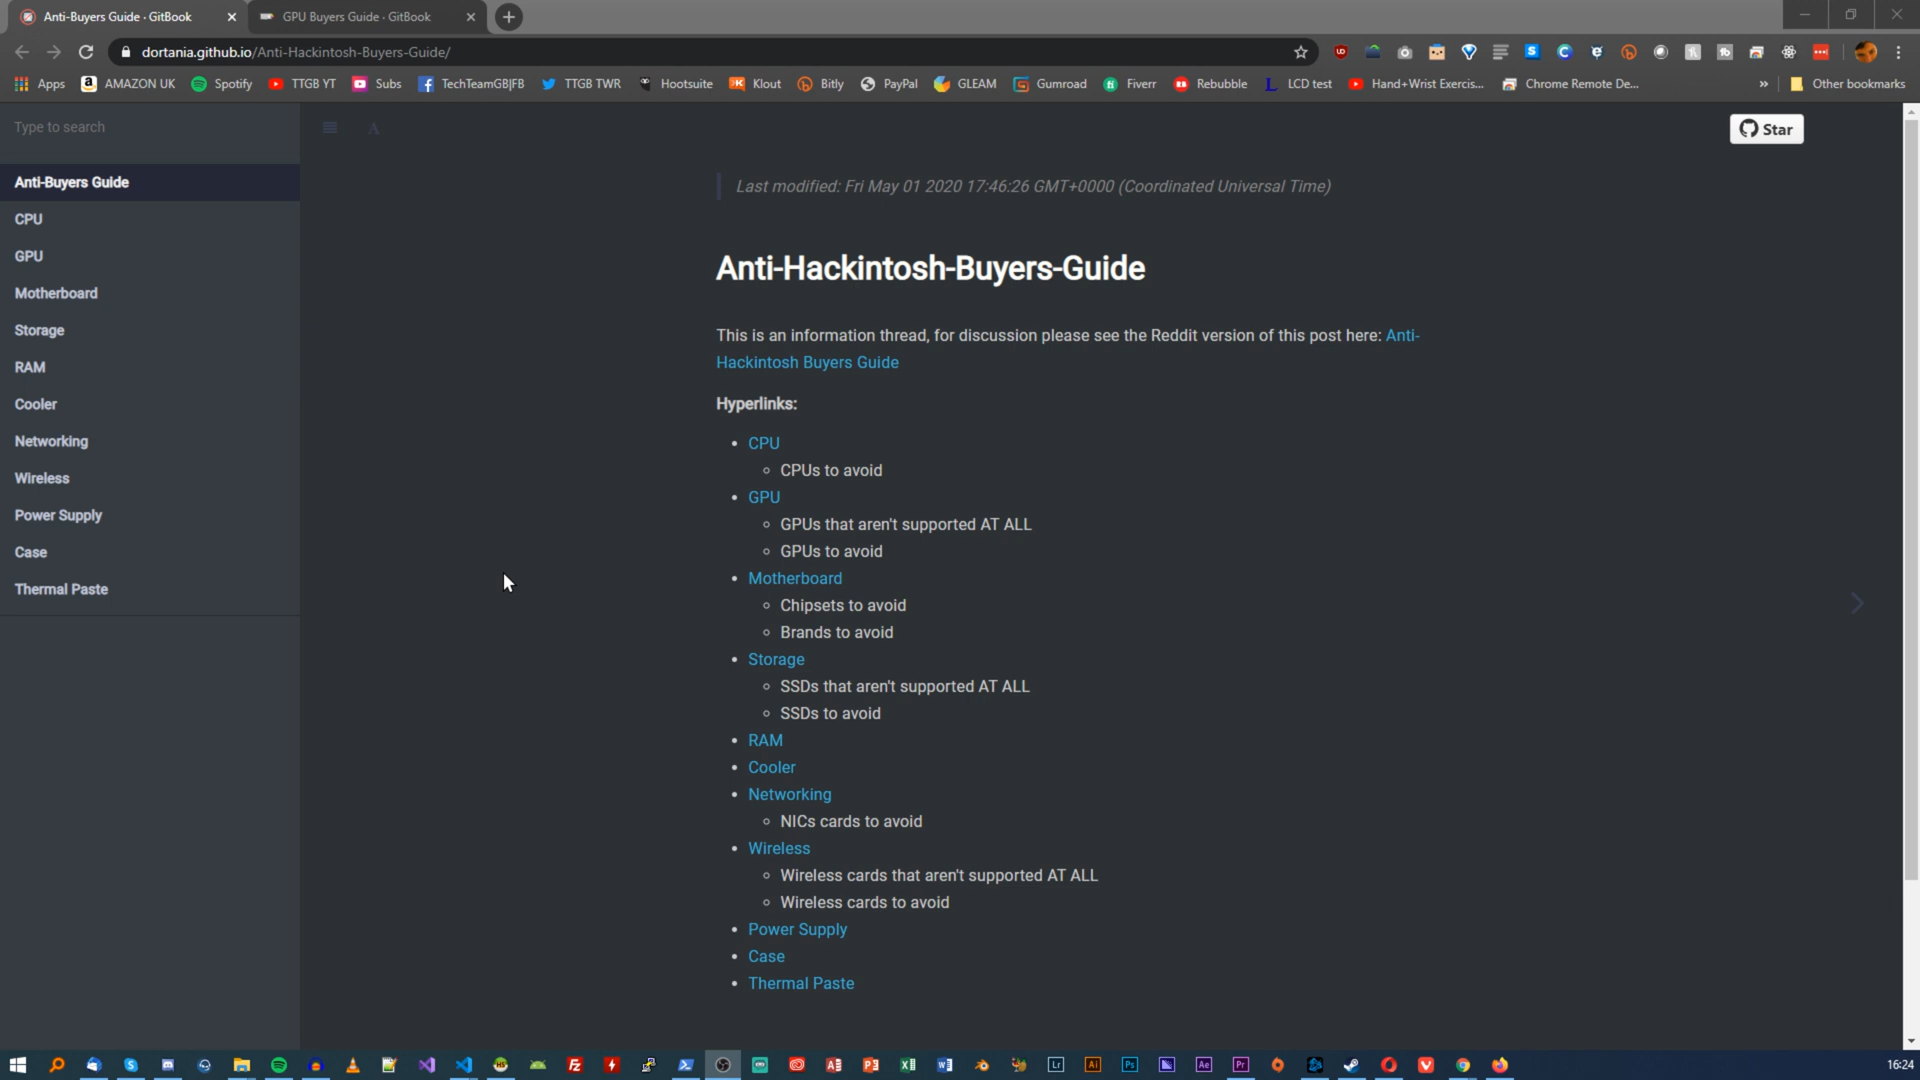 Anti-Buyers Guide · GitBook
GPU Buyers Guide · GitBook
dortania.github.io/Anti-Hackintosh-Buyers-Guide/
Apps AMAZON UK Spotify TTGB YT Subs TechTeamGB|FB TTGB TWR Hootsuite Klout Bitly PayPal GLEAM Gumroad Fiverr Rebubble LCD test Hand+Wrist Exercis... Chrome Remote De... » Other bookmarks
Type to search
A
Star
Anti-Buyers Guide
CPU
GPU
Motherboard
Storage
RAM
Cooler
Networking
Wireless
Power Supply
Case
Thermal Paste
Last modified: Fri May 01 2020 17:46:26 GMT+0000 (Coordinated Universal Time)
Anti-Hackintosh-Buyers-Guide
This is an information thread, for discussion please see the Reddit version of this post here: Anti-
Hackintosh Buyers Guide
Hyperlinks:
CPU
CPUs to avoid
GPU
GPUs that aren't supported AT ALL
GPUs to avoid
Motherboard
Chipsets to avoid
Brands to avoid
Storage
SSDs that aren't supported AT ALL
SSDs to avoid
RAM
Cooler
Networking
NICs cards to avoid
Wireless
Wireless cards that aren't supported AT ALL
Wireless cards to avoid
Power Supply
Case
Thermal Paste
16:24